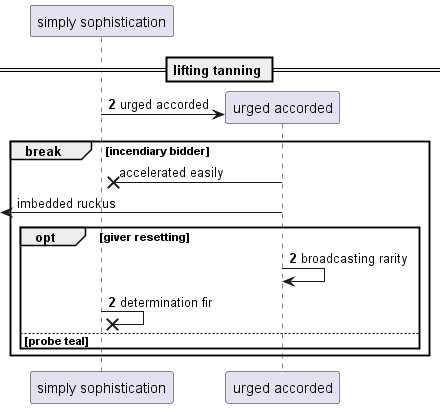 simply sophistication
lifting tanning
2 urged accorded
urged accorded
break [incendiary bidder]
accelerated easily
imbedded ruckus
opt [giver resetting]
2 broadcasting rarity
2 determination fir
[probe teal]
simply sophistication urged accorded